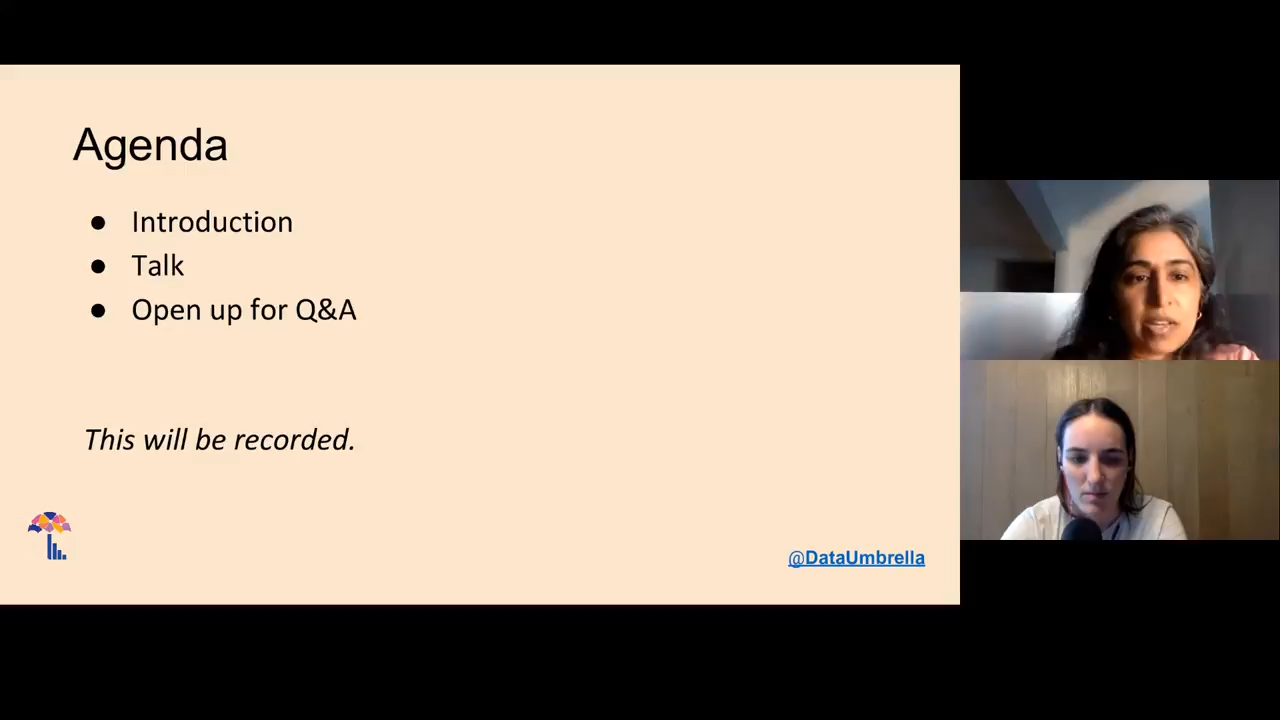 Agenda
● Introduction
● Talk
● Open up for Q&A
This will be recorded.
@DataUmbrella